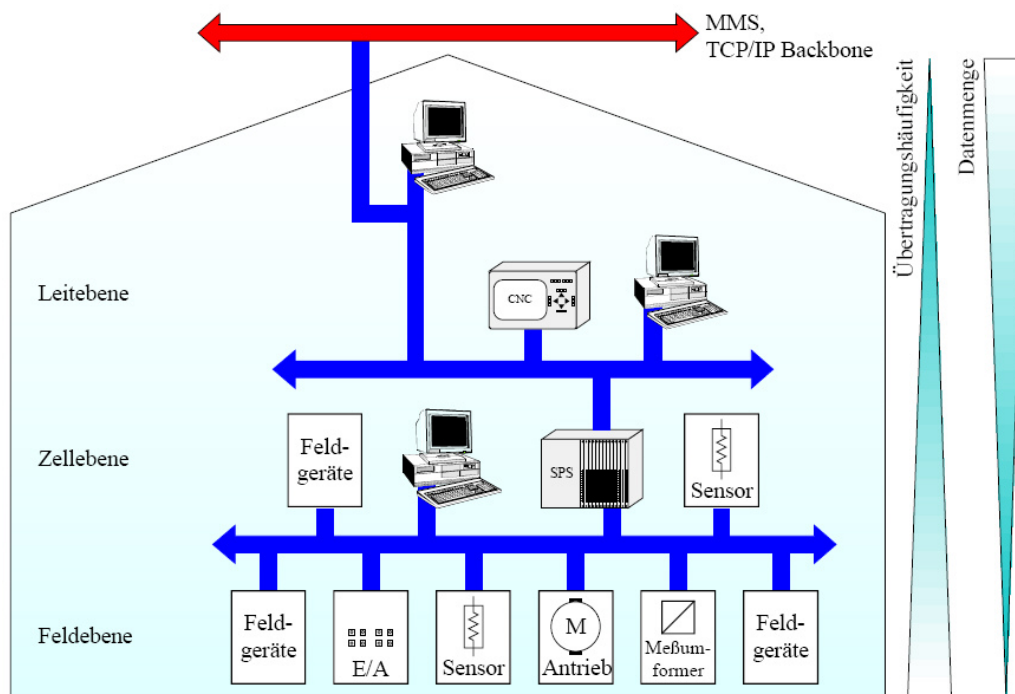 MMS,
TCP/IP Backbone
Übertragungshäufigkeit
Datenmenge
Leitebene
CNC
Zellebene
Feld-
geräte
SPS
Sensor
Feldebene
Feld-
geräte
E/A
Sensor
M
Antrieb
Meßum-
former
Feld-
geräte